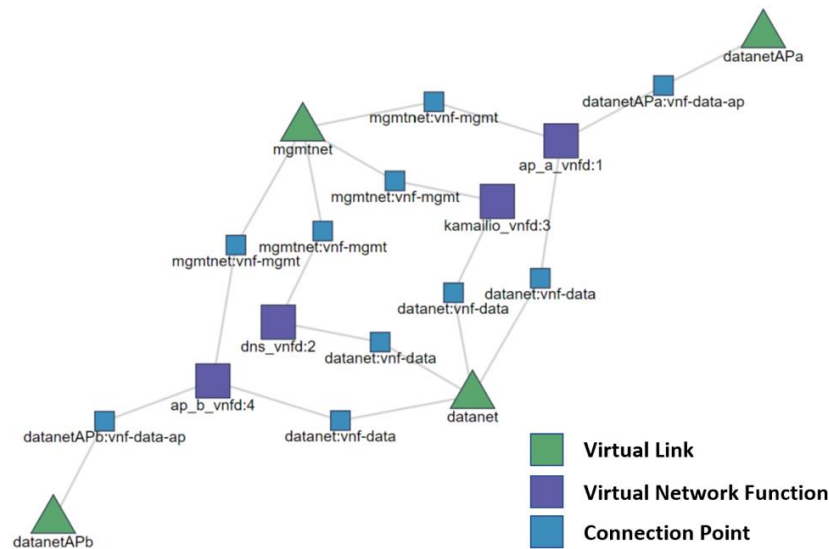 datanetAPa
datanetAPa:vnf-data-ap
mgmtnet:vnf-mgmt
mgmtnet
ap_a_vnfd:1
mgmtnet:vnf-mgmt
kamailio_vnfd:3
mgmtnet:vnf-mgmt
mgmtnet:vnf-mgmt
datanet:vnf-data
datanet:vnf-data
dns_vnfd:2
datanet:vnf-data
ap_b_vnfd:4
datanet
datanetAPb:vnf-data-ap
datanet:vnf-data
Virtual Link
Virtual Network Function
Connection Point
datanetAPb